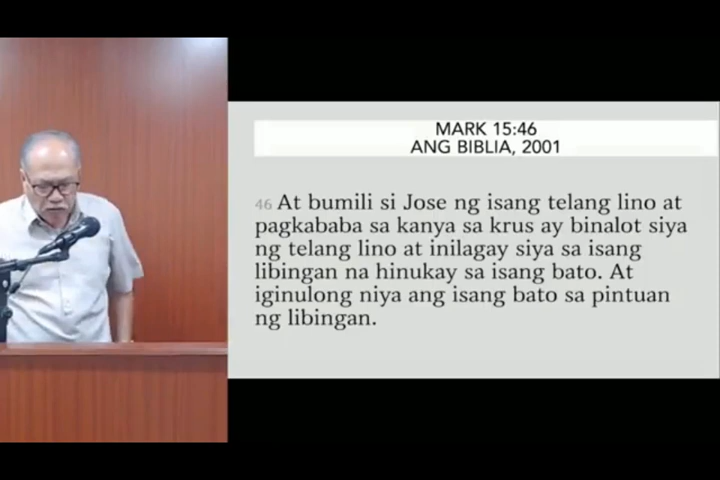 MARK 15:46
ANG BIBLIA, 2001
46 At bumili si Jose ng isang telang lino at
pagkababa sa kanya sa krus ay binalot siya
ng telang lino at inilagay siya sa isang
libingan na hinukay sa isang bato. At
iginulong niya ang isang bato sa pintuan
ng libingan.